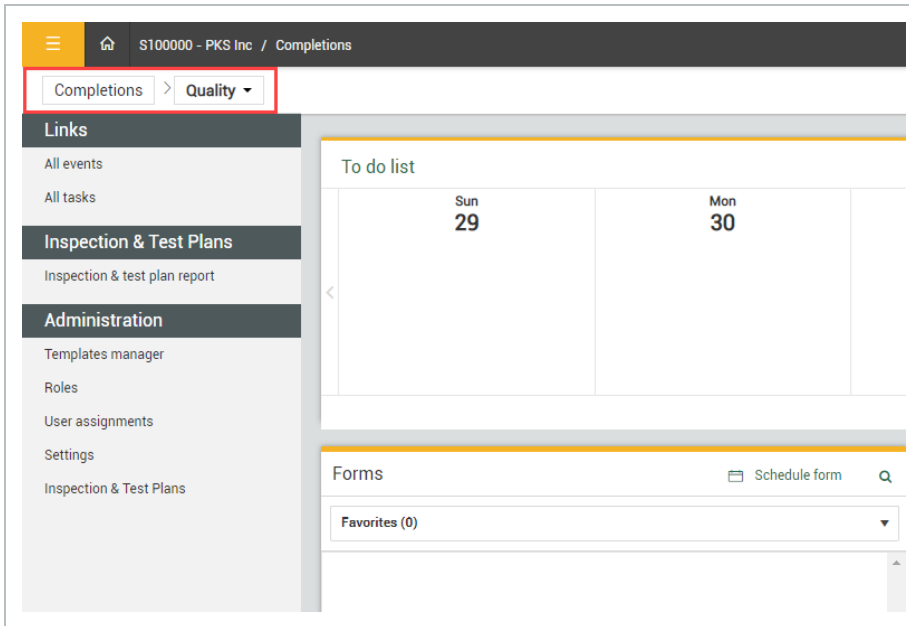 S100000 - PKS Inc / Completions
Completions > Quality
Links
All events
All tasks
Inspection & Test Plans
Inspection & test plan report
Administration
Templates manager
Roles
User assignments
Settings
Inspection & Test Plans
To do list
Sun
29
Mon
30
Forms
Schedule form
Favorites (0)